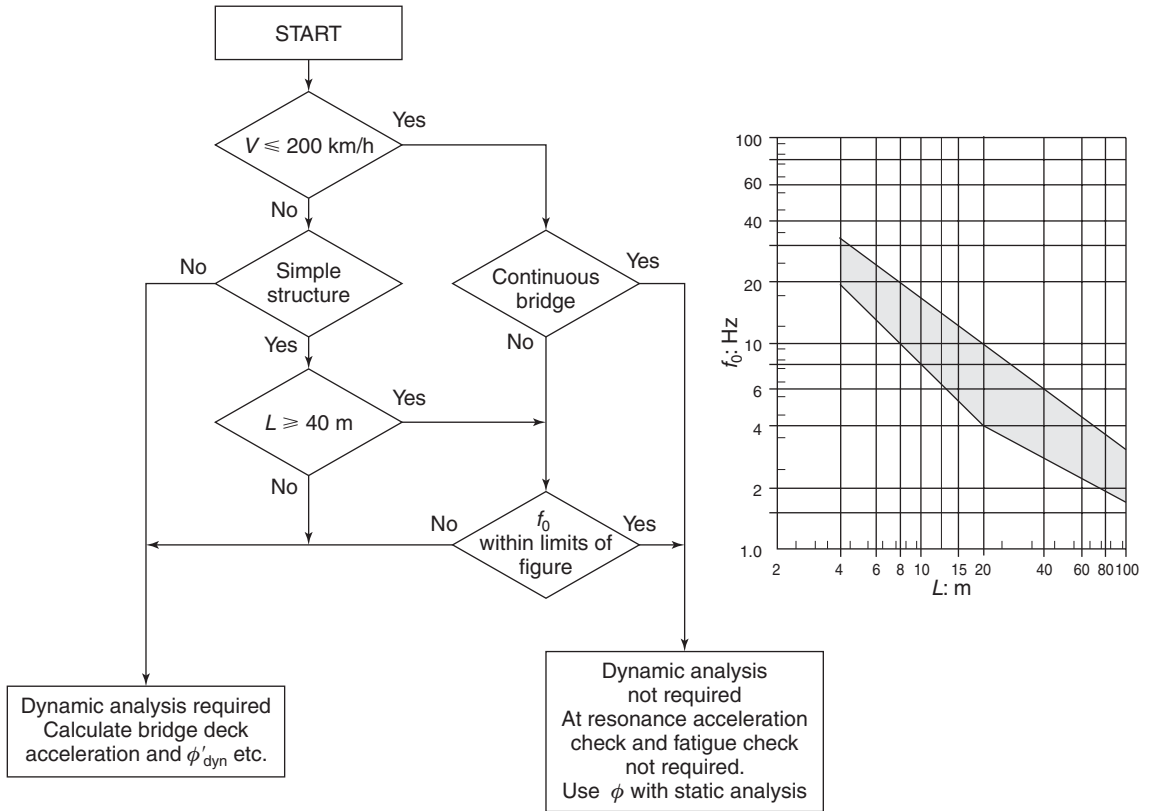 START
Yes
V ⩽ 200 km/h
No
No
Simple
structure
Continuous
bridge
Yes
Yes
No
L ⩾ 40 m
Yes
No
No
f₀
within limits of
figure
Yes
Dynamic analysis required
Calculate bridge deck
acceleration and ϕ′dyn etc.
Dynamic analysis
not required
At resonance acceleration
check and fatigue check
not required.
Use ϕ with static analysis
100
60
40
20
10
6
4
2
1.0
f₀: Hz
2 4 6 8 10 15 20 40 60 80 100
L: m